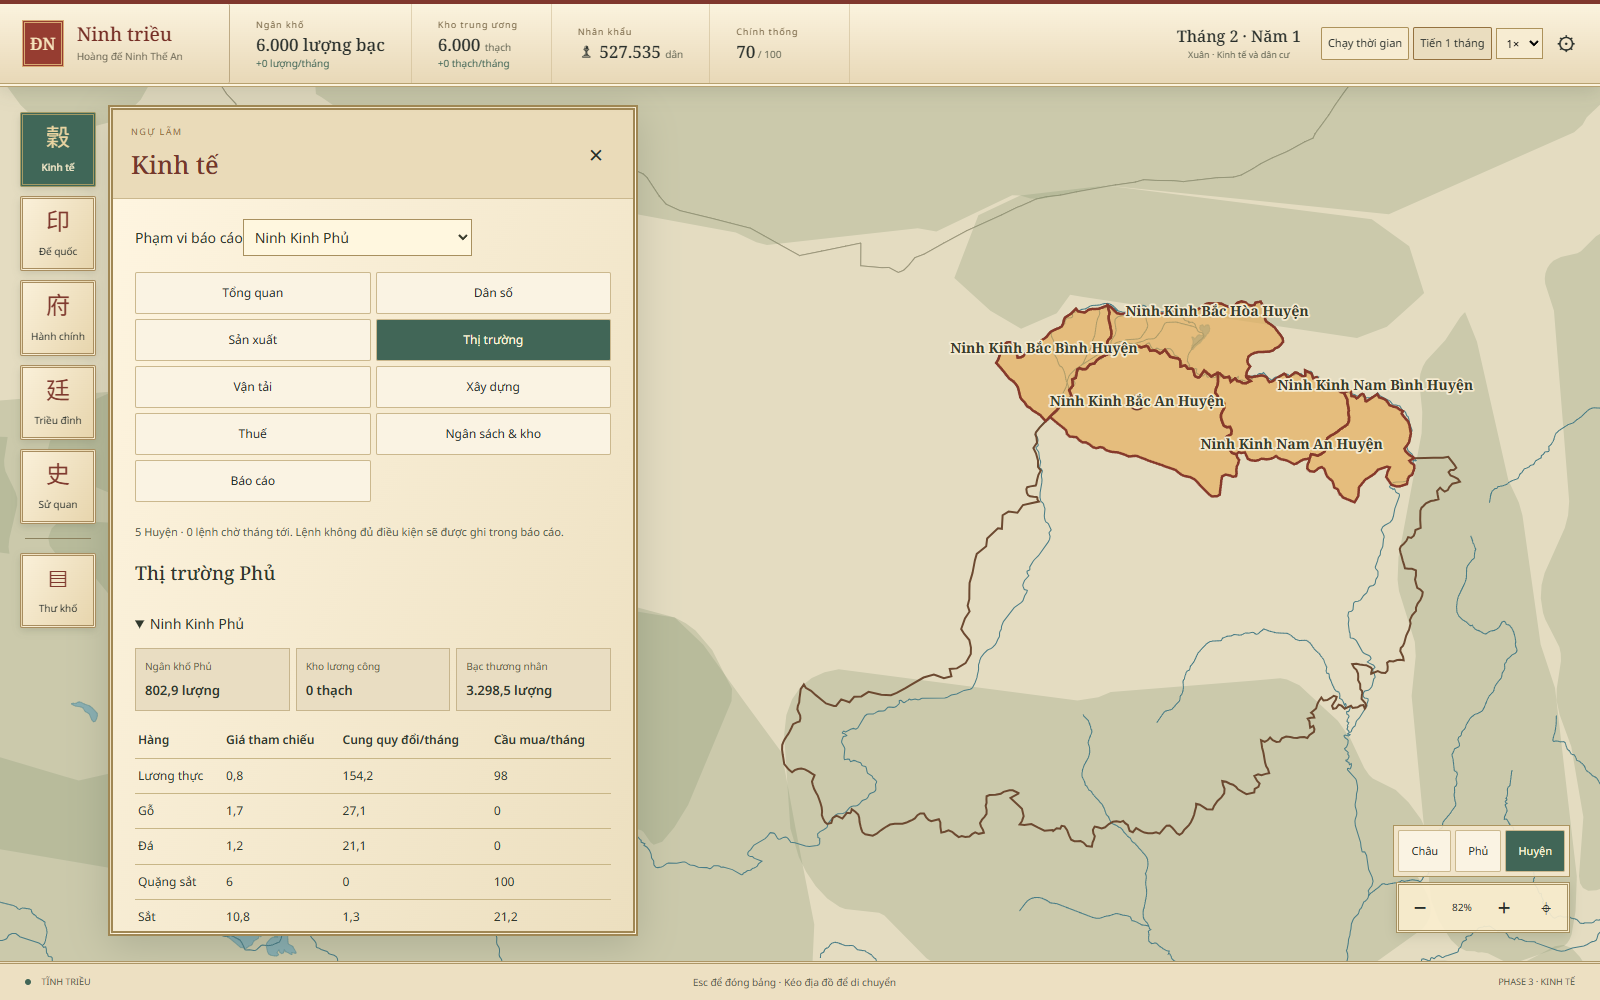 ĐN
Ninh triều
Hoàng đế Ninh Thế An
Ngân khố
6.000 lượng bạc
+0 lượng/tháng
Kho trung ương
6.000 thạch
+0 thạch/tháng
Nhân khẩu
527.535 dân
Chính thống
70 / 100
Tháng 2 · Năm 1
Xuân · Kinh tế và dân cư
Chạy thời gian
Tiến 1 tháng
1×
穀
Kinh tế
印
Đế quốc
府
Hành chính
廷
Triều đình
史
Sử quan
Thư khố
NGỰ LÃM
Kinh tế
×
Phạm vi báo cáo
Ninh Kinh Phủ
Tổng quan
Dân số
Sản xuất
Thị trường
Vận tải
Xây dựng
Thuế
Ngân sách & kho
Báo cáo
5 Huyện · 0 lệnh chờ tháng tới. Lệnh không đủ điều kiện sẽ được ghi trong báo cáo.
Thị trường Phủ
▼ Ninh Kinh Phủ
Ngân khố Phủ
802,9 lượng
Kho lương công
0 thạch
Bạc thương nhân
3.298,5 lượng
Hàng Giá tham chiếu Cung quy đổi/tháng Cầu mua/tháng
Lương thực 0,8 154,2 98
Gỗ 1,7 27,1 0
Đá 1,2 21,1 0
Quặng sắt 6 0 100
Sắt 10,8 1,3 21,2
Ninh Kinh Bắc Hòa Huyện
Ninh Kinh Bắc Bình Huyện
Ninh Kinh Nam Bình Huyện
Ninh Kinh Bắc An Huyện
Ninh Kinh Nam An Huyện
Châu
Phủ
Huyện
− 82% +
TĨNH TRIỀU
Esc để đóng bảng · Kéo địa đồ để di chuyển
PHASE 3 · KINH TẾ